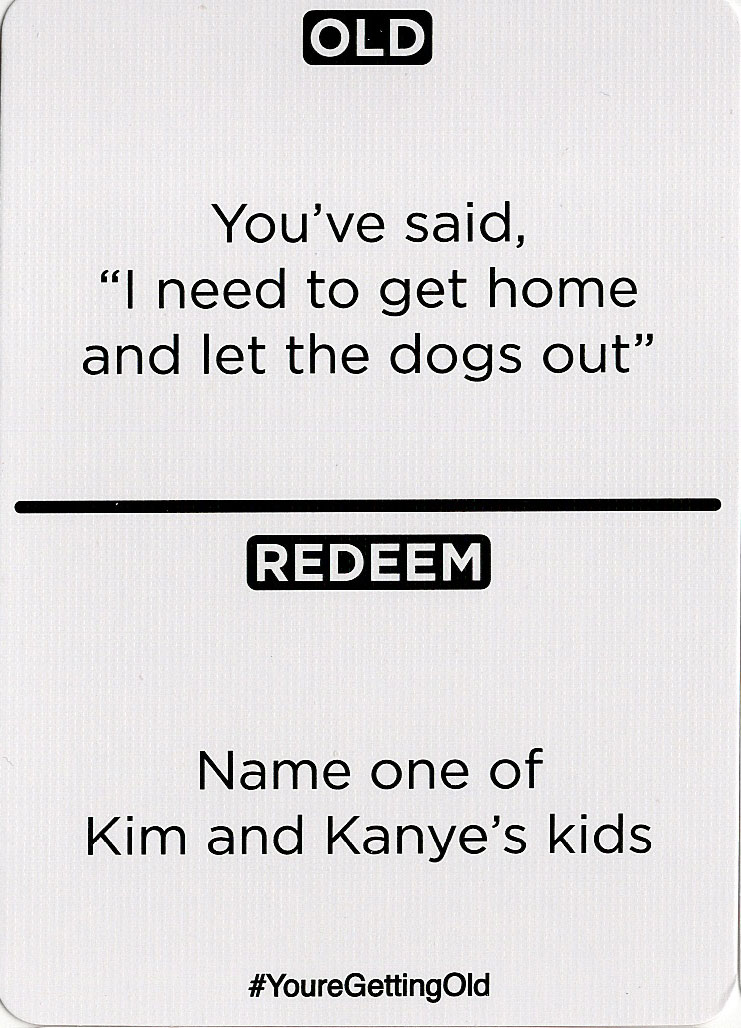 OLD
You’ve said,
“I need to get home
and let the dogs out”
REDEEM
Name one of
Kim and Kanye’s kids
#YoureGettingOld